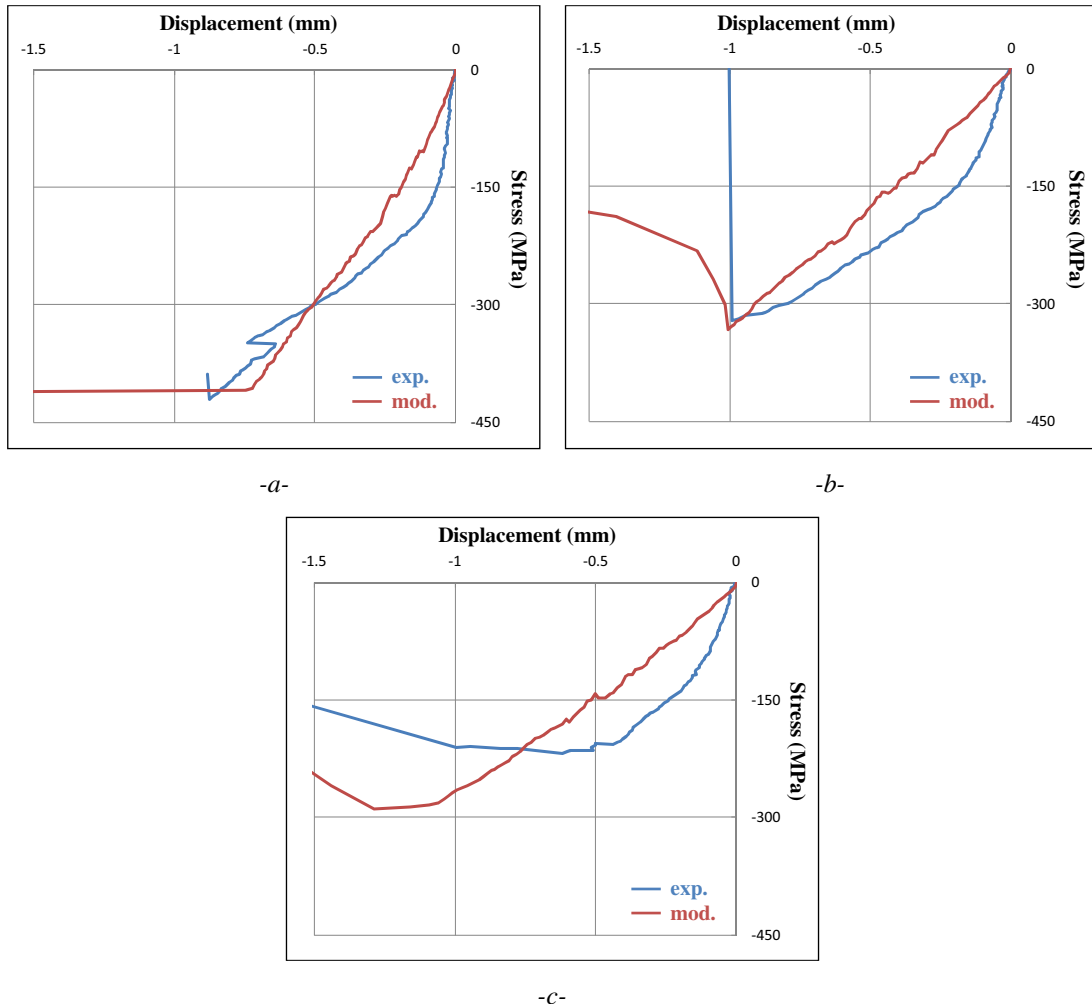 Displacement (mm)
-1.5 -1 -0.5 0
0
-150
-300
-450
Stress (MPa)
exp.
mod.
-a-
Displacement (mm)
-1.5 -1 -0.5 0
0
-150
-300
-450
Stress (MPa)
exp.
mod.
-b-
Displacement (mm)
-1.5 -1 -0.5 0
0
-150
-300
-450
Stress (MPa)
exp.
mod.
-c-